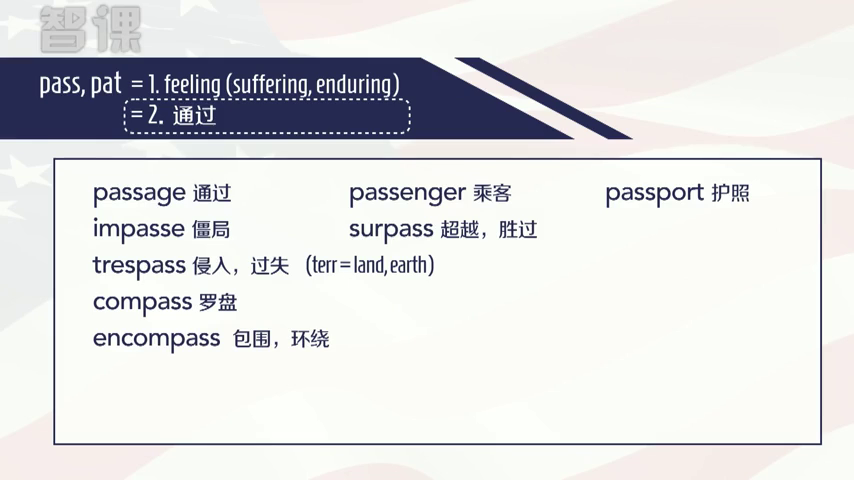 智课
pass, pat = 1. feeling (suffering, enduring)
= 2. 通过
passage 通过 passenger 乘客 passport 护照
impasse 僵局 surpass 超越，胜过
trespass 侵入，过失 (terr = land, earth)
compass 罗盘
encompass 包围，环绕